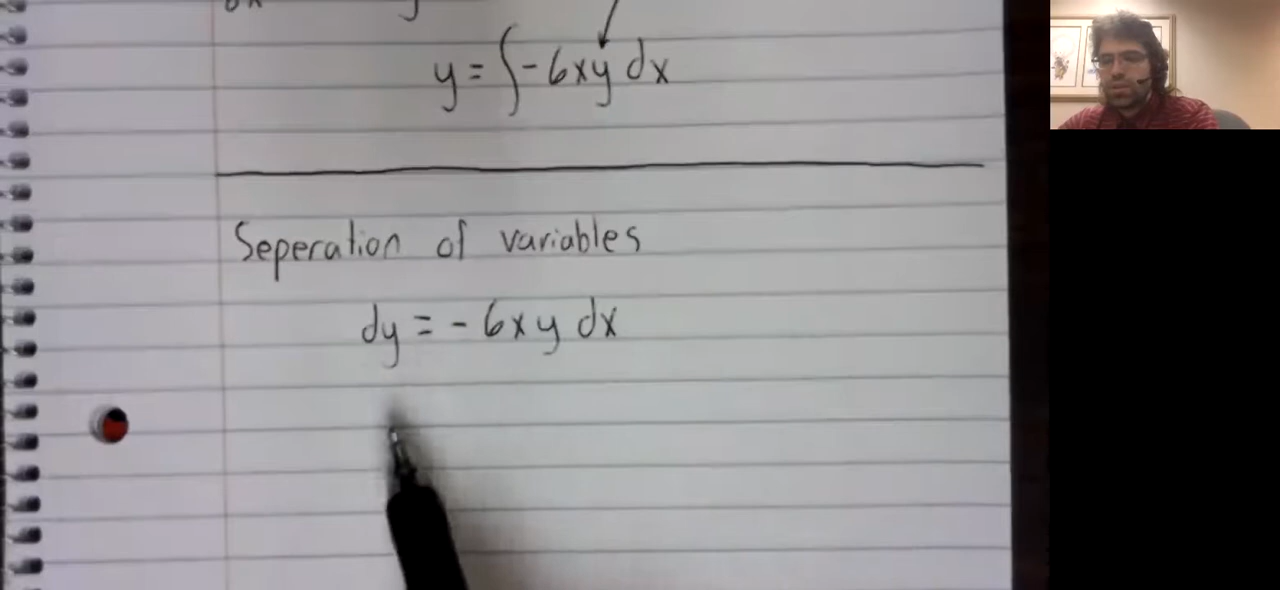 y = ∫ - 6xy dx
Seperation of variables
dy = - 6xy dx